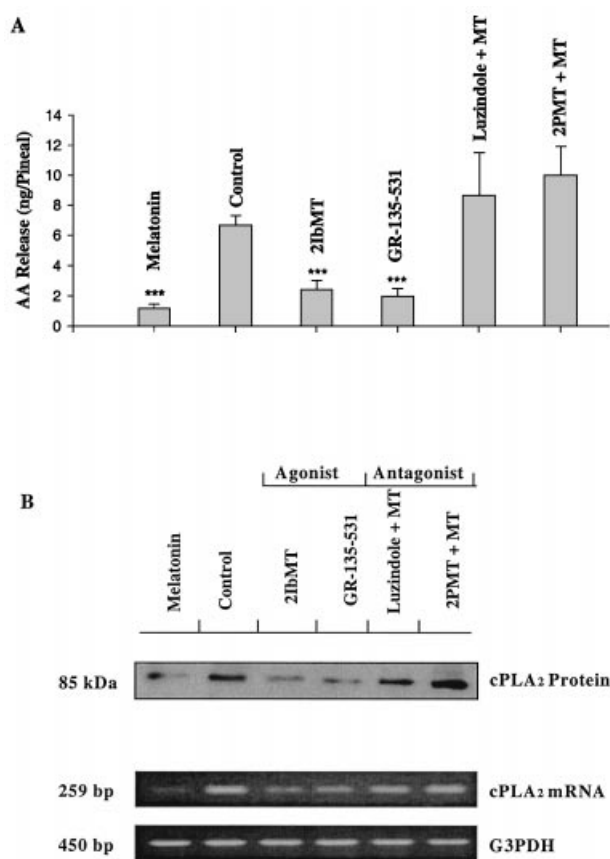 A
AA Release (ng/Pineal)
14
12
10
8
6
4
2
0
Melatonin
***
Control
2IbMT
***
GR-135-531
***
Luzindole + MT
2PMT + MT
B
Agonist
Antagonist
Melatonin
Control
2IbMT
GR-135-531
Luzindole + MT
2PMT + MT
85 kDa
cPLA2 Protein
259 bp
cPLA2 mRNA
450 bp
G3PDH